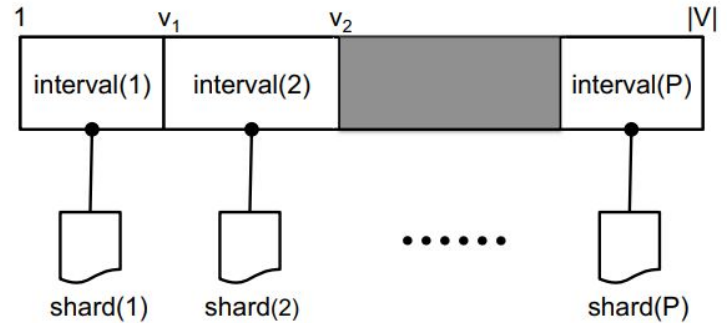 1 v₁ v₂ |V|
interval(1) interval(2) interval(P)
shard(1) shard(2) shard(P)